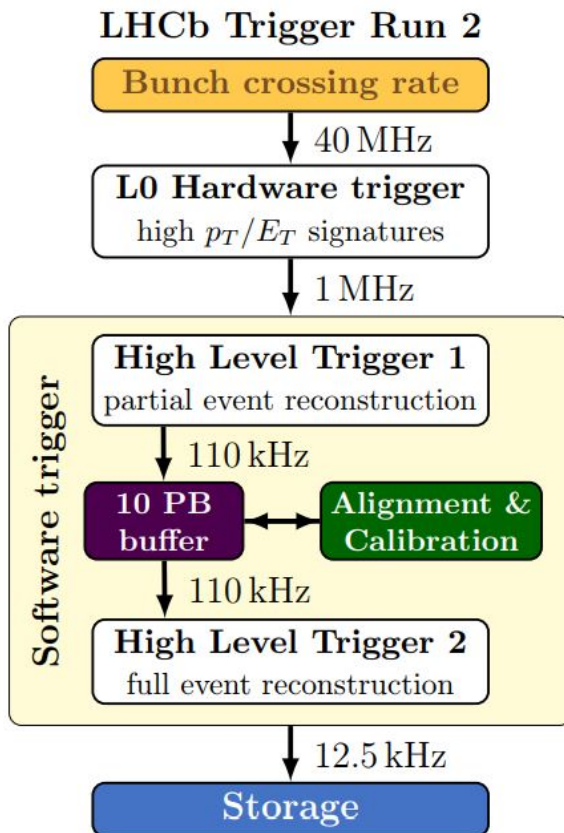 LHCb Trigger Run 2
Bunch crossing rate
40 MHz
L0 Hardware trigger
high p_T/E_T signatures
1 MHz
Software trigger
High Level Trigger 1
partial event reconstruction
110 kHz
10 PB
buffer
Alignment &
Calibration
110 kHz
High Level Trigger 2
full event reconstruction
12.5 kHz
Storage